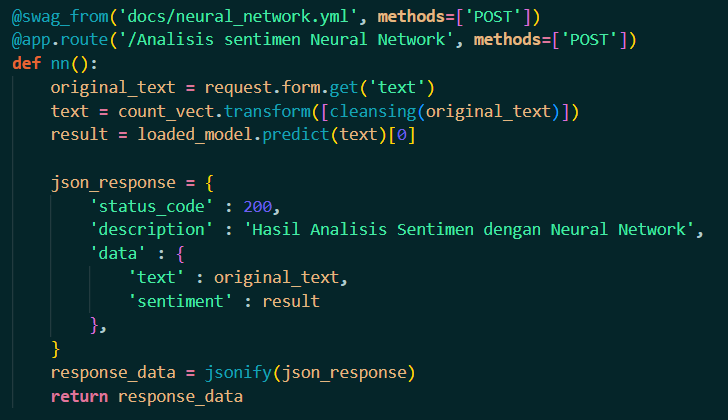 @swag_from('docs/neural_network.yml', methods=['POST'])
@app.route('/Analisis sentimen Neural Network', methods=['POST'])
def nn():
    original_text = request.form.get('text')
    text = count_vect.transform([cleansing(original_text)])
    result = loaded_model.predict(text)[0]

    json_response = {
        'status_code' : 200,
        'description' : 'Hasil Analisis Sentimen dengan Neural Network',
        'data' : {
            'text' : original_text,
            'sentiment' : result
        },
    }
    response_data = jsonify(json_response)
    return response_data